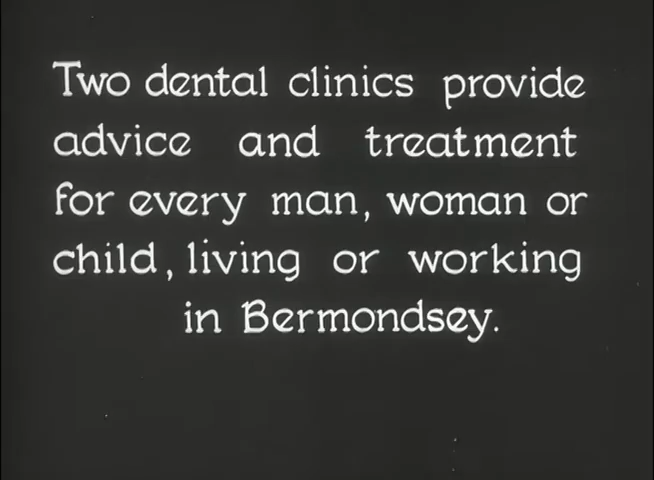 Two dental clinics provide
advice and treatment
for every man, woman or
child, living or working
in Bermondsey.